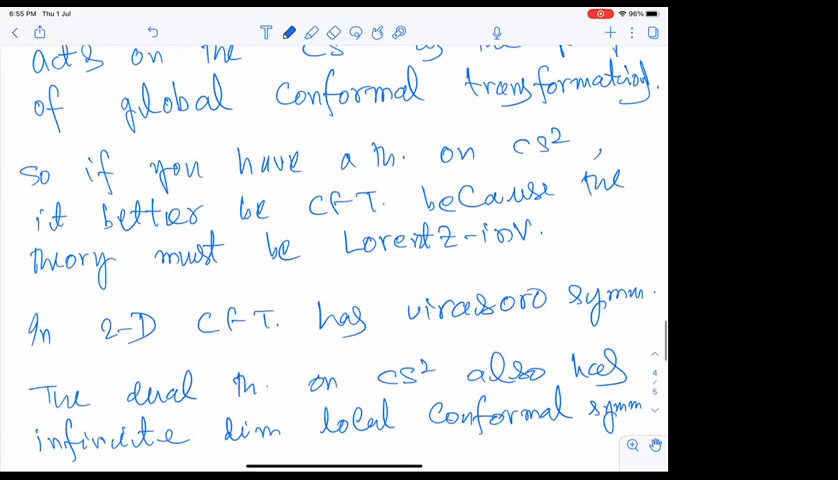 6:55 PM Thu 1 Jul
96%
acts on the CS
of global conformal transformation.
So if you have a th. on CS²,
it better be CFT. because the
theory must be Lorentz-inv.
In 2-D CFT. has virasoro symm.
4
/
5
The dual th. on CS² also has
infinite dim local conformal symm